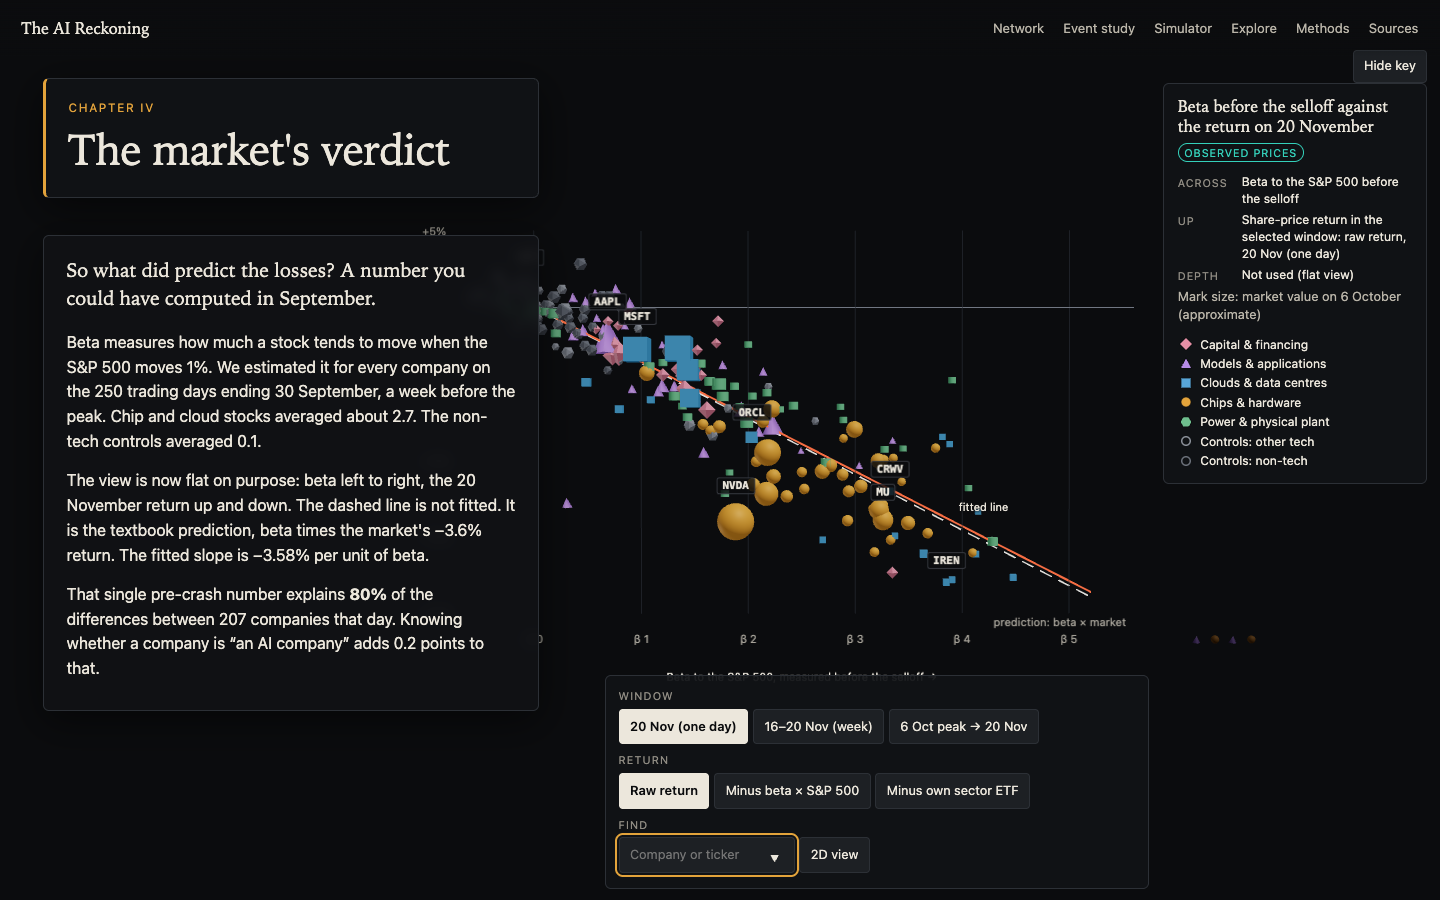 The AI Reckoning
Network
Event study
Simulator
Explore
Methods
Sources
Hide key
CHAPTER IV
The market's verdict
So what did predict the losses? A number you
could have computed in September.
Beta measures how much a stock tends to move when the
S&P 500 moves 1%. We estimated it for every company on
the 250 trading days ending 30 September, a week before the
peak. Chip and cloud stocks averaged about 2.7. The non-
tech controls averaged 0.1.
The view is now flat on purpose: beta left to right, the 20
November return up and down. The dashed line is not fitted. It
is the textbook prediction, beta times the market's −3.6%
return. The fitted slope is −3.58% per unit of beta.
That single pre-crash number explains 80% of the
differences between 207 companies that day. Knowing
whether a company is “an AI company” adds 0.2 points to
that.
+5%
AAPL
MSFT
ORCL
NVDA
CRWV
MU
fitted line
IREN
prediction: beta × market
0
β 1
β 2
β 3
β 4
β 5
Beta to the S&P 500, measured before the selloff →
Beta before the selloff against
the return on 20 November
OBSERVED PRICES
ACROSS
Beta to the S&P 500 before
the selloff
UP
Share-price return in the
selected window: raw return,
20 Nov (one day)
DEPTH
Not used (flat view)
Mark size: market value on 6 October
(approximate)
Capital & financing
Models & applications
Clouds & data centres
Chips & hardware
Power & physical plant
Controls: other tech
Controls: non-tech
WINDOW
20 Nov (one day)
16–20 Nov (week)
6 Oct peak → 20 Nov
RETURN
Raw return
Minus beta × S&P 500
Minus own sector ETF
FIND
Company or ticker
2D view